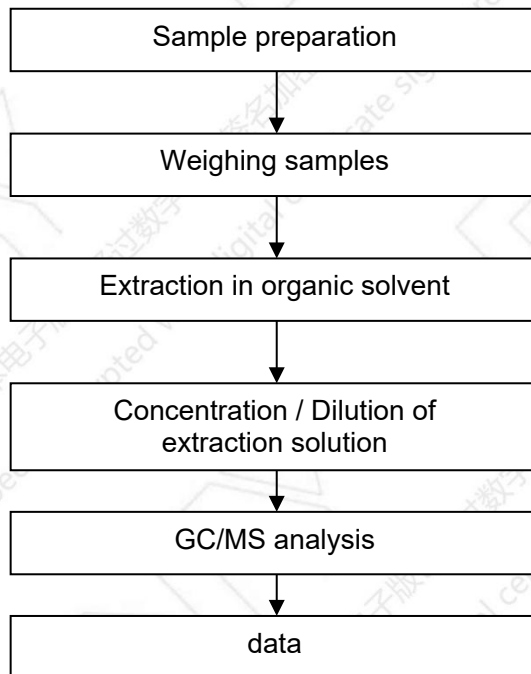 Sample preparation
Weighing samples
Extraction in organic solvent
Concentration / Dilution of
extraction solution
GC/MS analysis
data